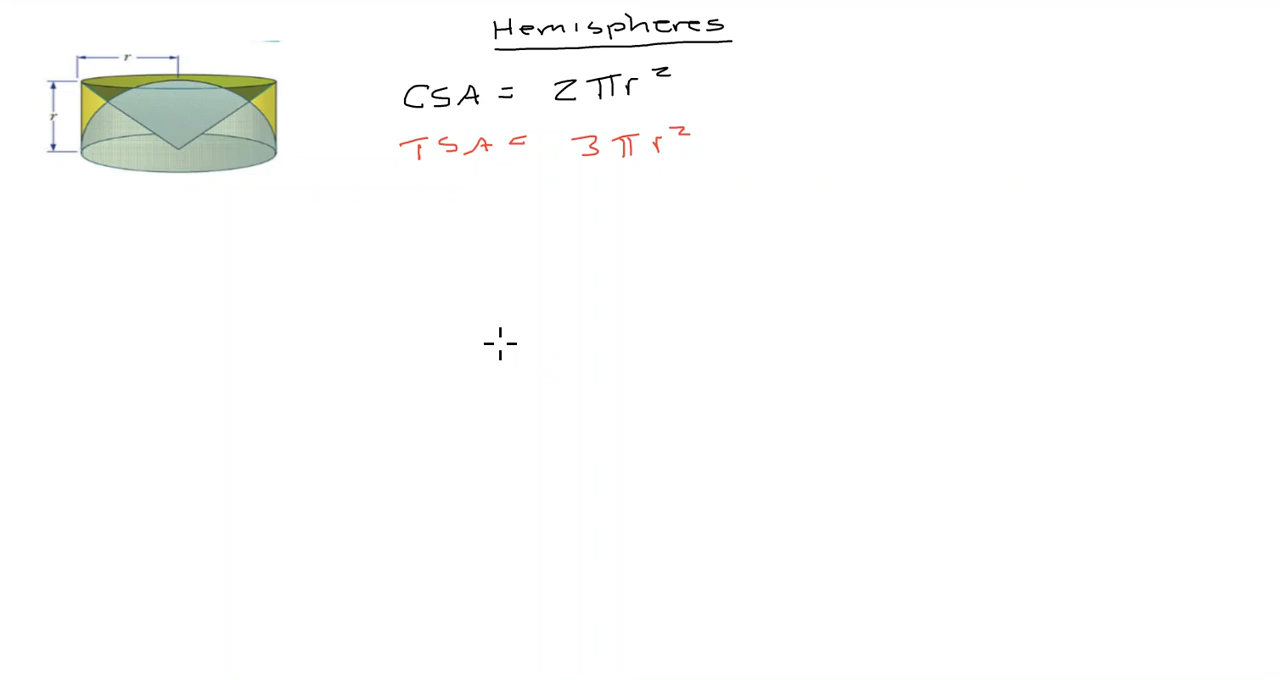 Hemispheres
r
CSA = 2πr²
r
TSA = 3πr²